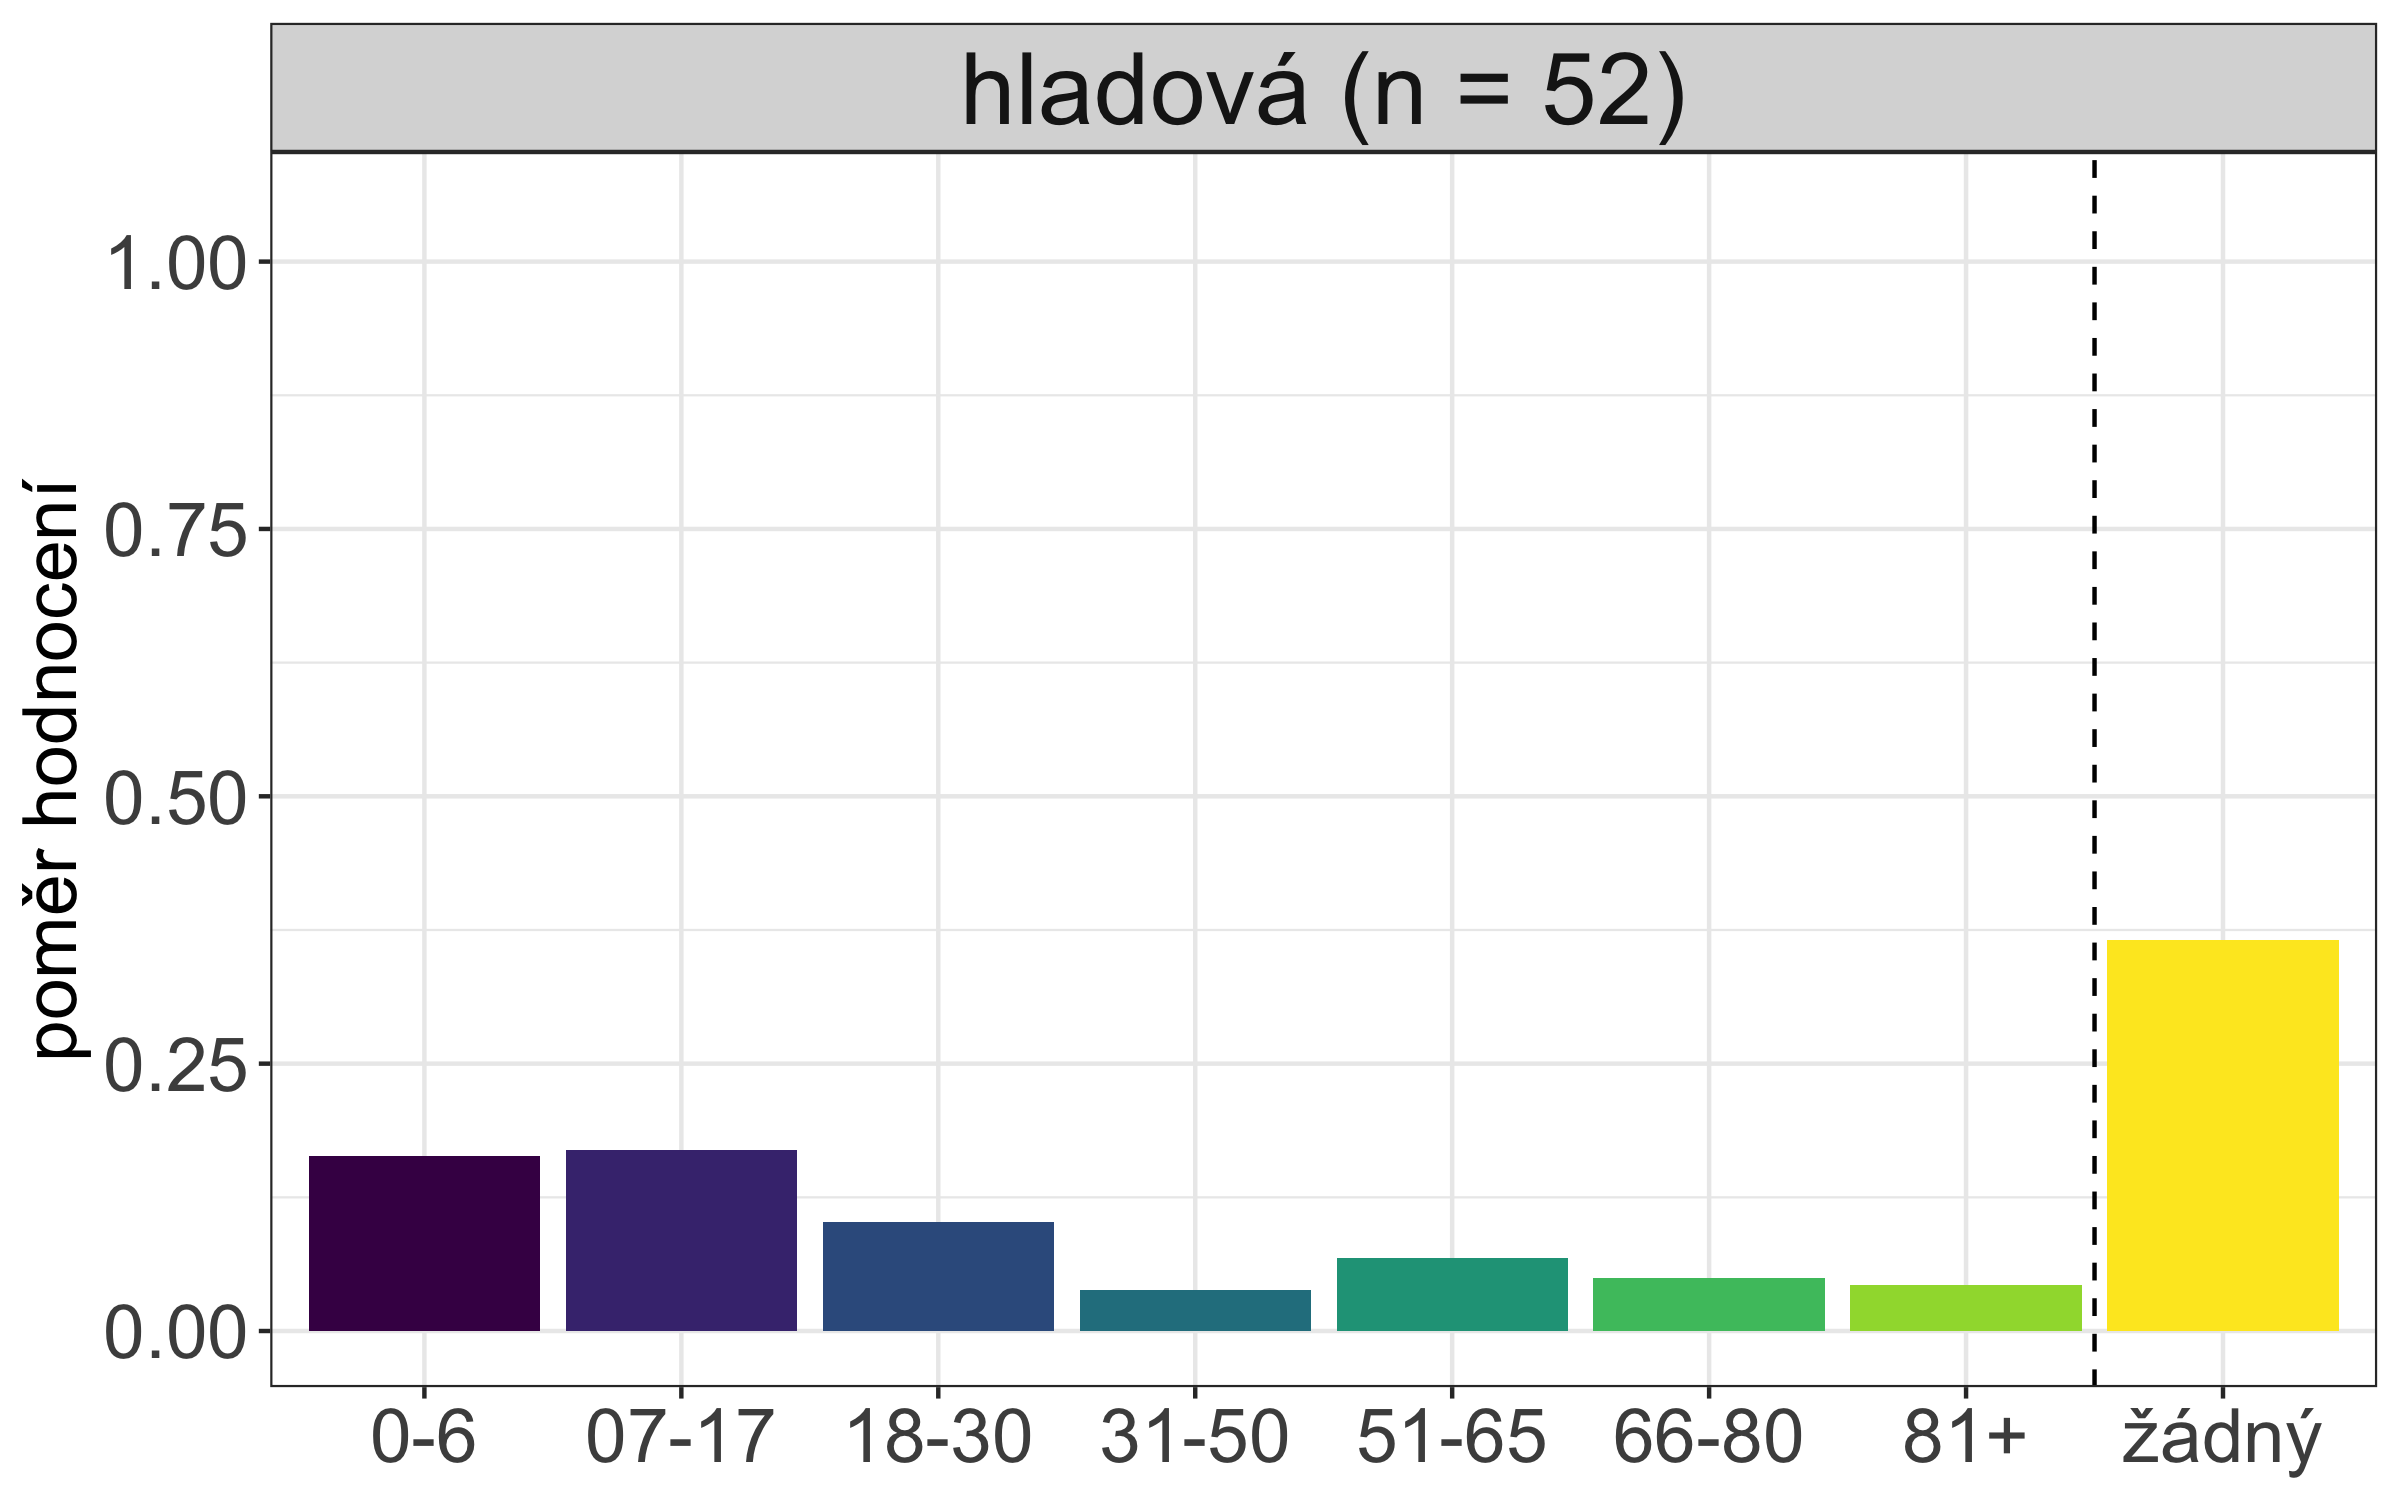 hladová (n = 52)
poměr hodnocení
1.00
0.75
0.50
0.25
0.00
0-6 07-17 18-30 31-50 51-65 66-80 81+ žádný